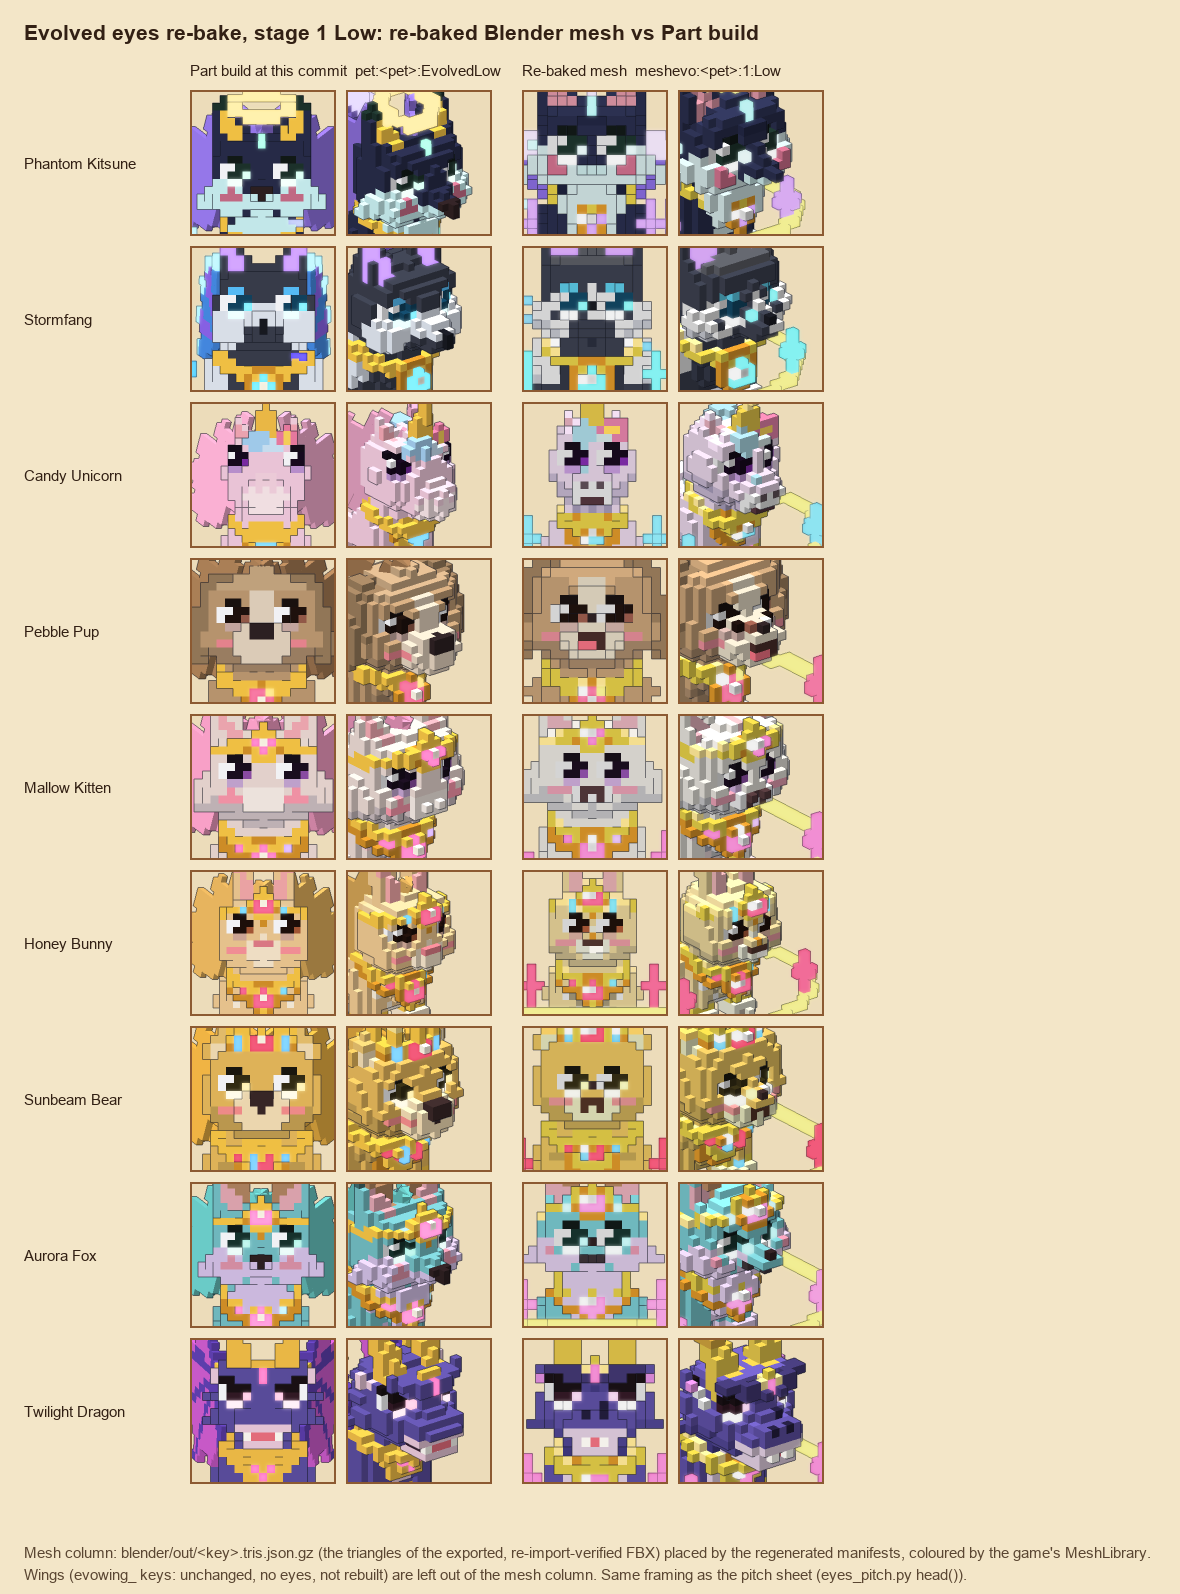 Evolved eyes re-bake, stage 1 Low: re-baked Blender mesh vs Part build
Part build at this commit  pet:<pet>:EvolvedLow
Re-baked mesh  meshevo:<pet>:1:Low
Phantom Kitsune
Stormfang
Candy Unicorn
Pebble Pup
Mallow Kitten
Honey Bunny
Sunbeam Bear
Aurora Fox
Twilight Dragon
Mesh column: blender/out/<key>.tris.json.gz (the triangles of the exported, re-import-verified FBX) placed by the regenerated manifests, coloured by the game's MeshLibrary.
Wings (evowing_ keys: unchanged, no eyes, not rebuilt) are left out of the mesh column. Same framing as the pitch sheet (eyes_pitch.py head()).